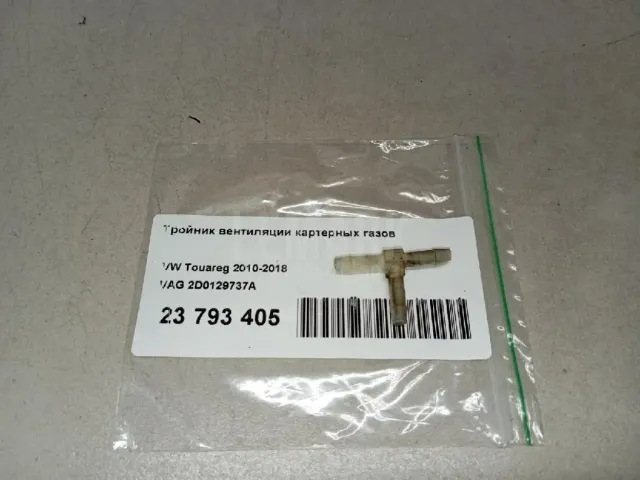 Тройник вентиляции картерных газов
VW Touareg 2010-2018
VAG 2D0129737A
23 793 405